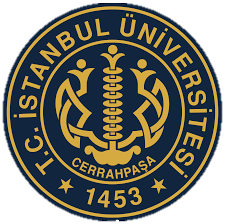 T.C. İSTANBUL ÜNİVERSİTESİ
CERRAHPAŞA
1453